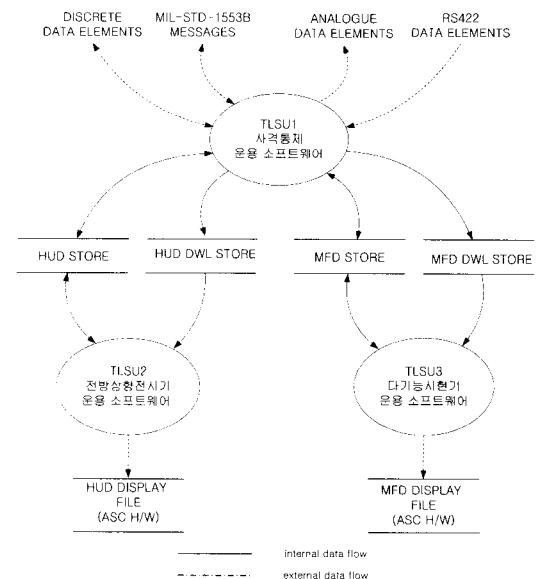 DISCRETE
DATA ELEMENTS
MIL-STD-1553B
MESSAGES
ANALOGUE
DATA ELEMENTS
RS422
DATA ELEMENTS
TLSU1
사격통제
운용 소프트웨어
HUD STORE
HUD DWL STORE
MFD STORE
MFD DWL STORE
TLSU2
전방상향전시기
운용 소프트웨어
TLSU3
다기능시현기
운용 소프트웨어
HUD DISPLAY
FILE
(ASC H/W)
MFD DISPLAY
FILE
(ASC H/W)
internal data flow
external data flow